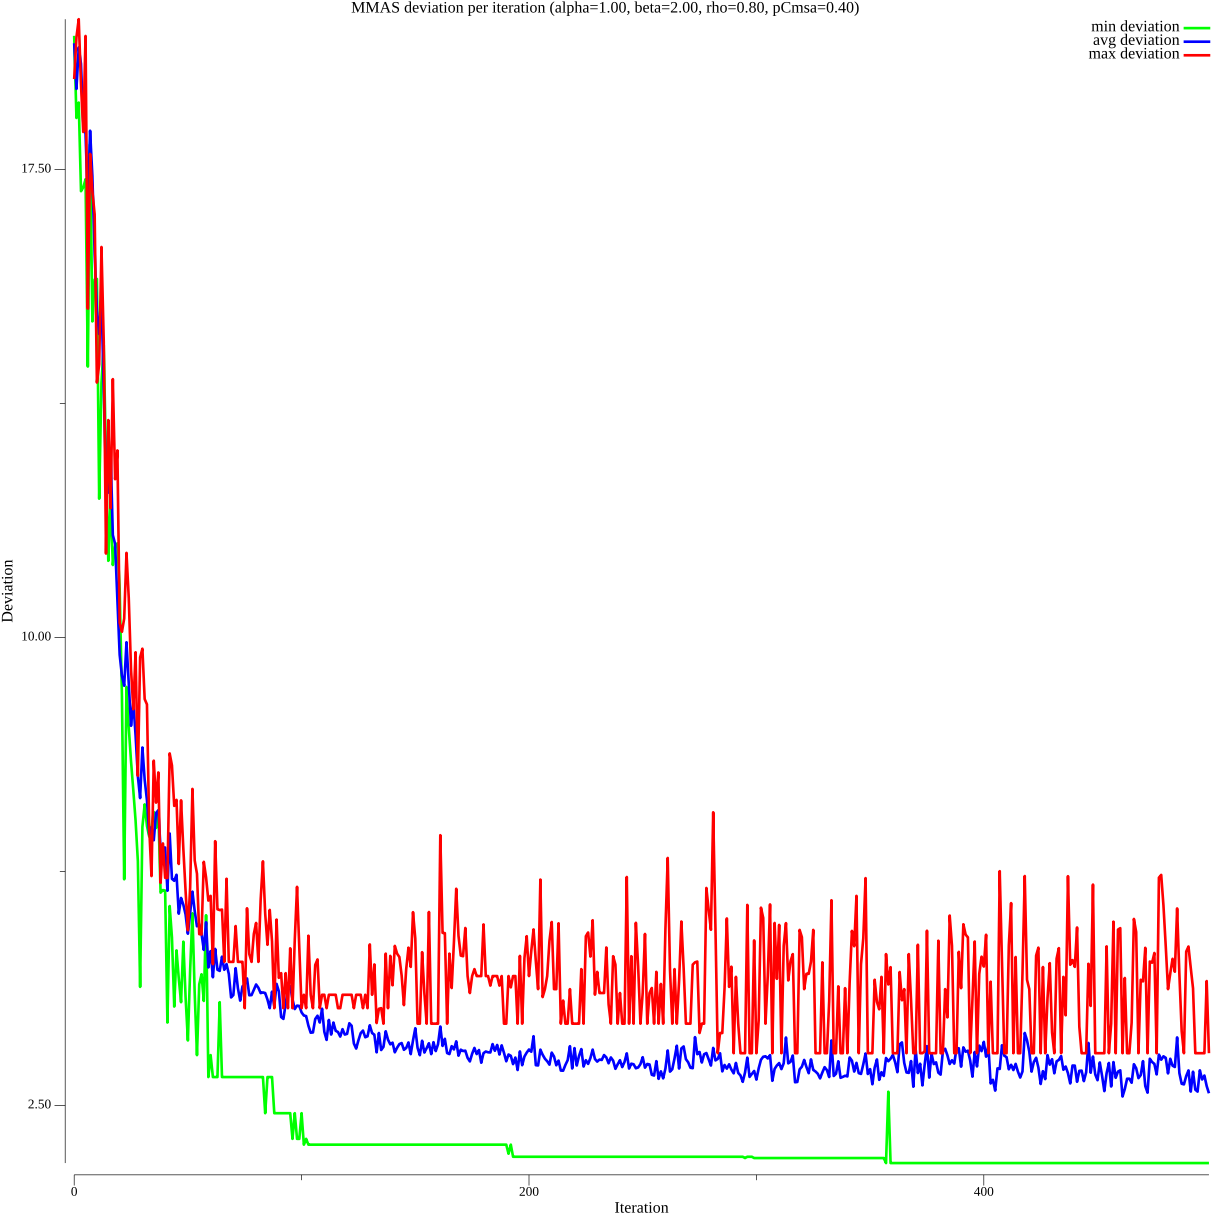 MMAS deviation per iteration (alpha=1.00, beta=2.00, rho=0.80, pCmsa=0.40)
min deviation
avg deviation
max deviation
17.50
10.00
2.50
Deviation
0
200
400
Iteration